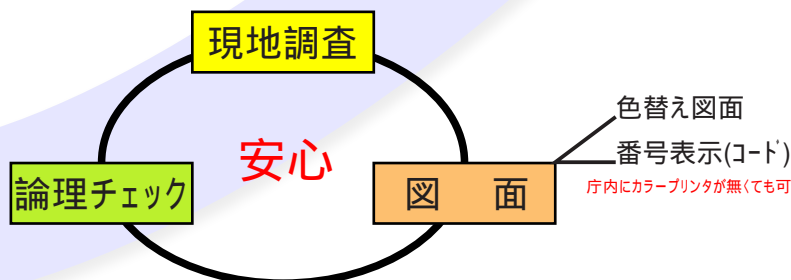 現地調査
色替え図面
安心
番号表示(ｺｰﾄﾞ)
論理チェック
図　面
庁内にｶﾗｰﾌﾟﾘﾝﾀが無くても可